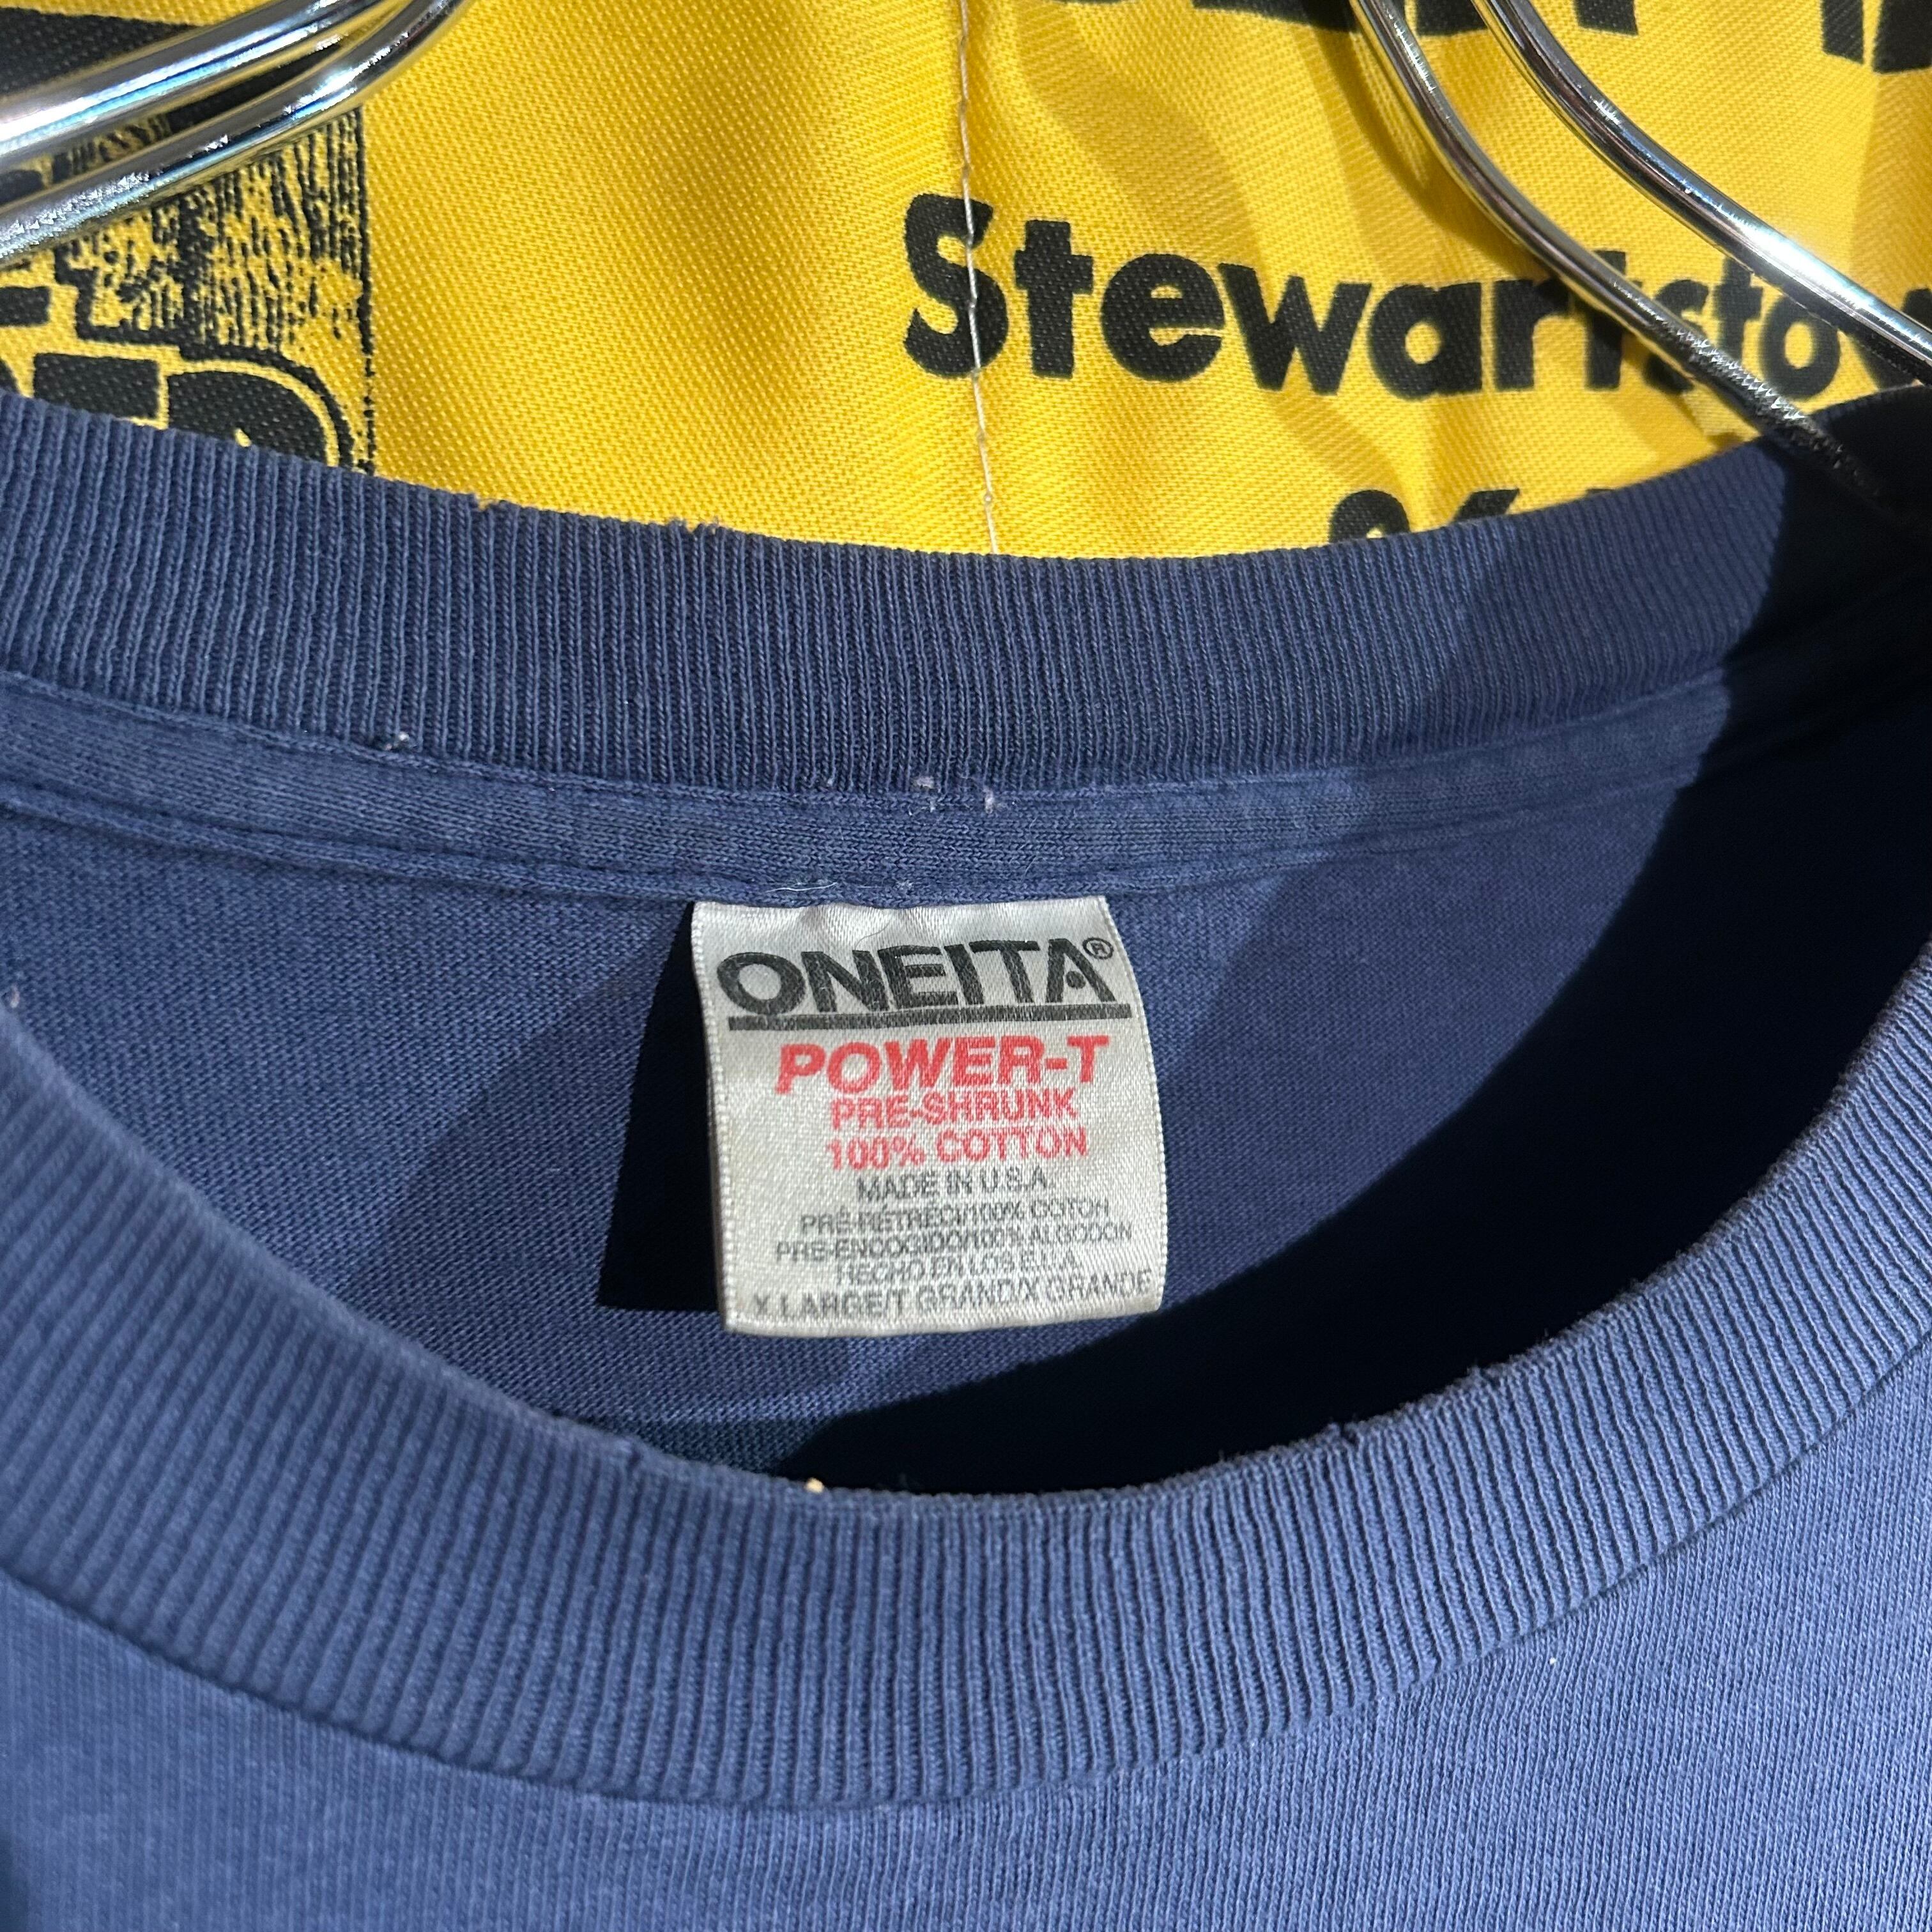 Stewartstow
ONEITA®
POWER-T
PRE-SHRUNK
100% COTTON
MADE IN U.S.A.
PRÉ-RÉTRÉCI/100% COTON
PRE-ENCOGIDO/100% ALGODON
HECHO EN LOS E.U.A.
X LARGE/T GRAND/X GRANDE